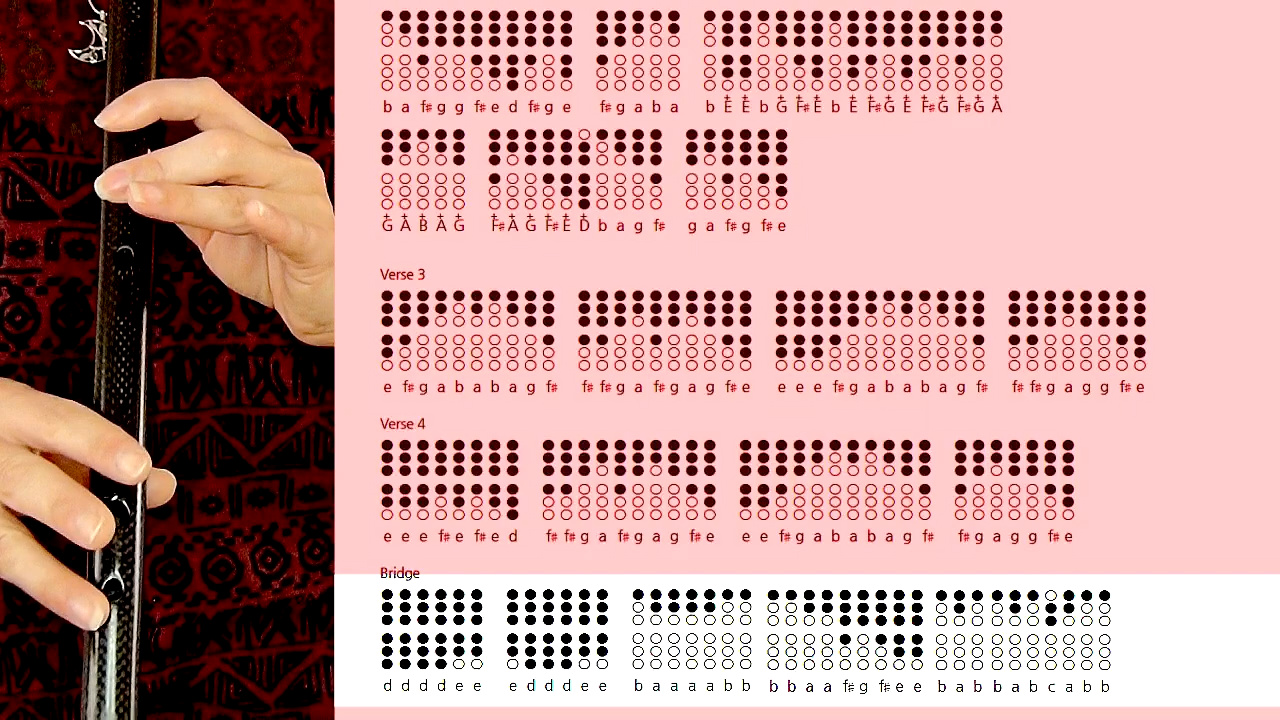 b a f♯ g g f♯ e d f♯ g e f♯ g a b a b E E b G F♯ E b E F♯ G E F♯ G F♯ G A
G A B A G F♯ A G F♯ E D b a g f♯ g a f♯ g f♯ e
Verse 3
e f♯ g a b a b a g f♯ f♯ f♯ g a f♯ g a g f♯ e e e e f♯ g a b a b a g f♯ f♯ f♯ g a g g f♯ e
Verse 4
e e e f♯ e f♯ e d f♯ f♯ g a f♯ g a g f♯ e e e f♯ g a b a b a g f♯ f♯ g a g g f♯ e
Bridge
d d d d e e e d d d e e b a a a a b b b b a a f♯ g f♯ e e b a b b a b c a b b